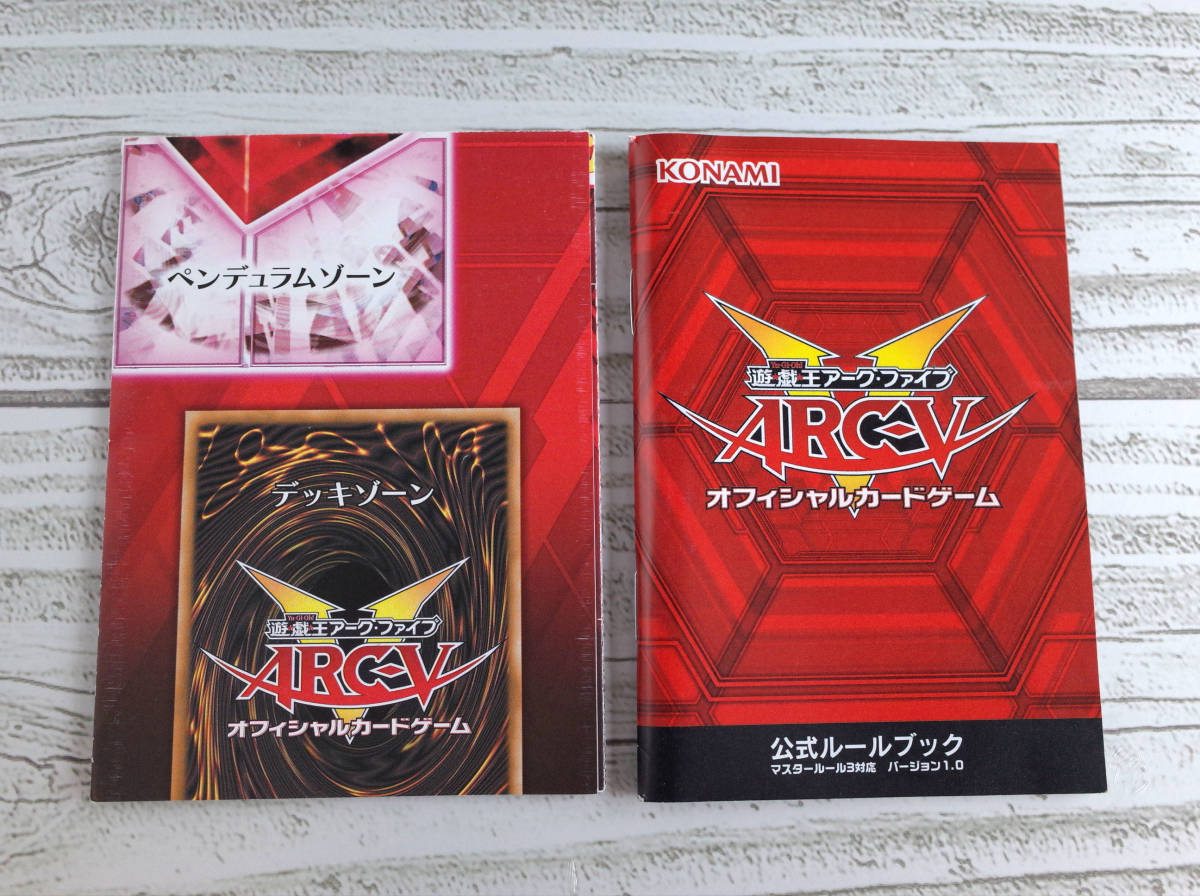 ペンデュラムゾーン
デッキゾーン
Yu-Gi-Oh!
遊☆戯☆王アーク・ファイブ
ARC-V
オフィシャルカードゲーム
KONAMI
Yu-Gi-Oh!
遊☆戯☆王アーク・ファイブ
ARC-V
オフィシャルカードゲーム
公式ルールブック
マスタールール3対応 バージョン1.0